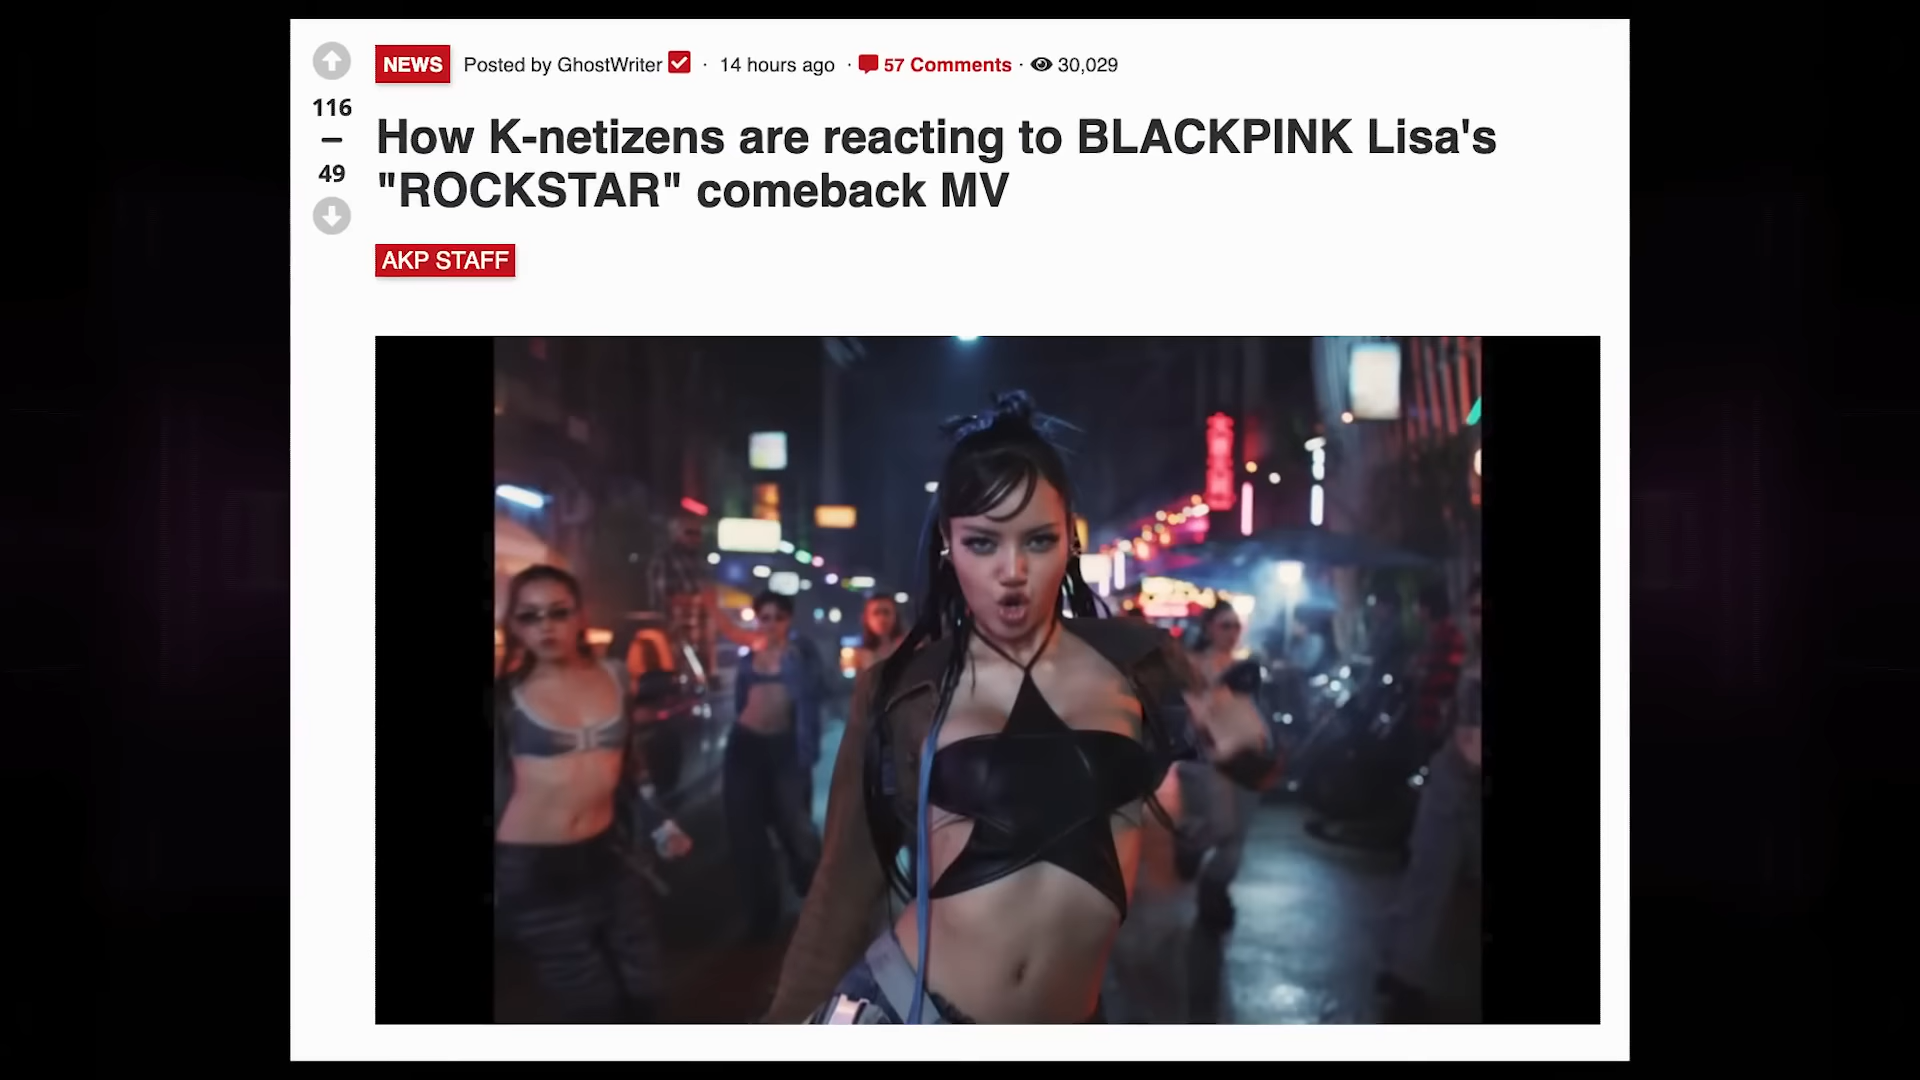 NEWS Posted by GhostWriter · 14 hours ago · 57 Comments · 30,029
116
–
49
How K-netizens are reacting to BLACKPINK Lisa's
"ROCKSTAR" comeback MV
AKP STAFF